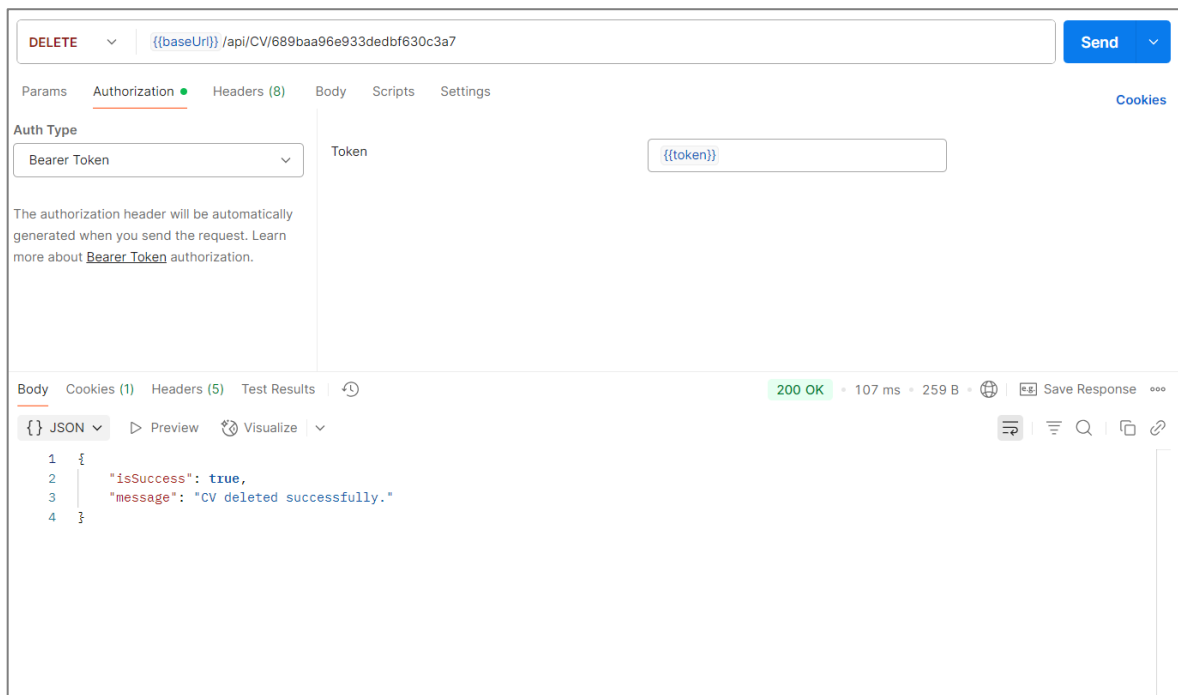 DELETE {{baseUrl}} /api/CV/689baa96e933dedbf630c3a7 Send
Params Authorization Headers (8) Body Scripts Settings Cookies
Auth Type
Bearer Token
Token {{token}}
The authorization header will be automatically
generated when you send the request. Learn
more about Bearer Token authorization.
Body Cookies (1) Headers (5) Test Results 200 OK 107 ms 259 B e.g. Save Response
{} JSON Preview Visualize
1 {
2 "isSuccess": true,
3 "message": "CV deleted successfully."
4 }